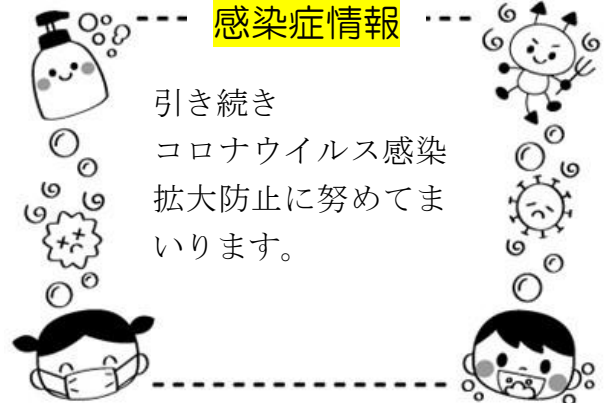 感染症情報
引き続き
コロナウイルス感染
拡大防止に努めてま
いります。